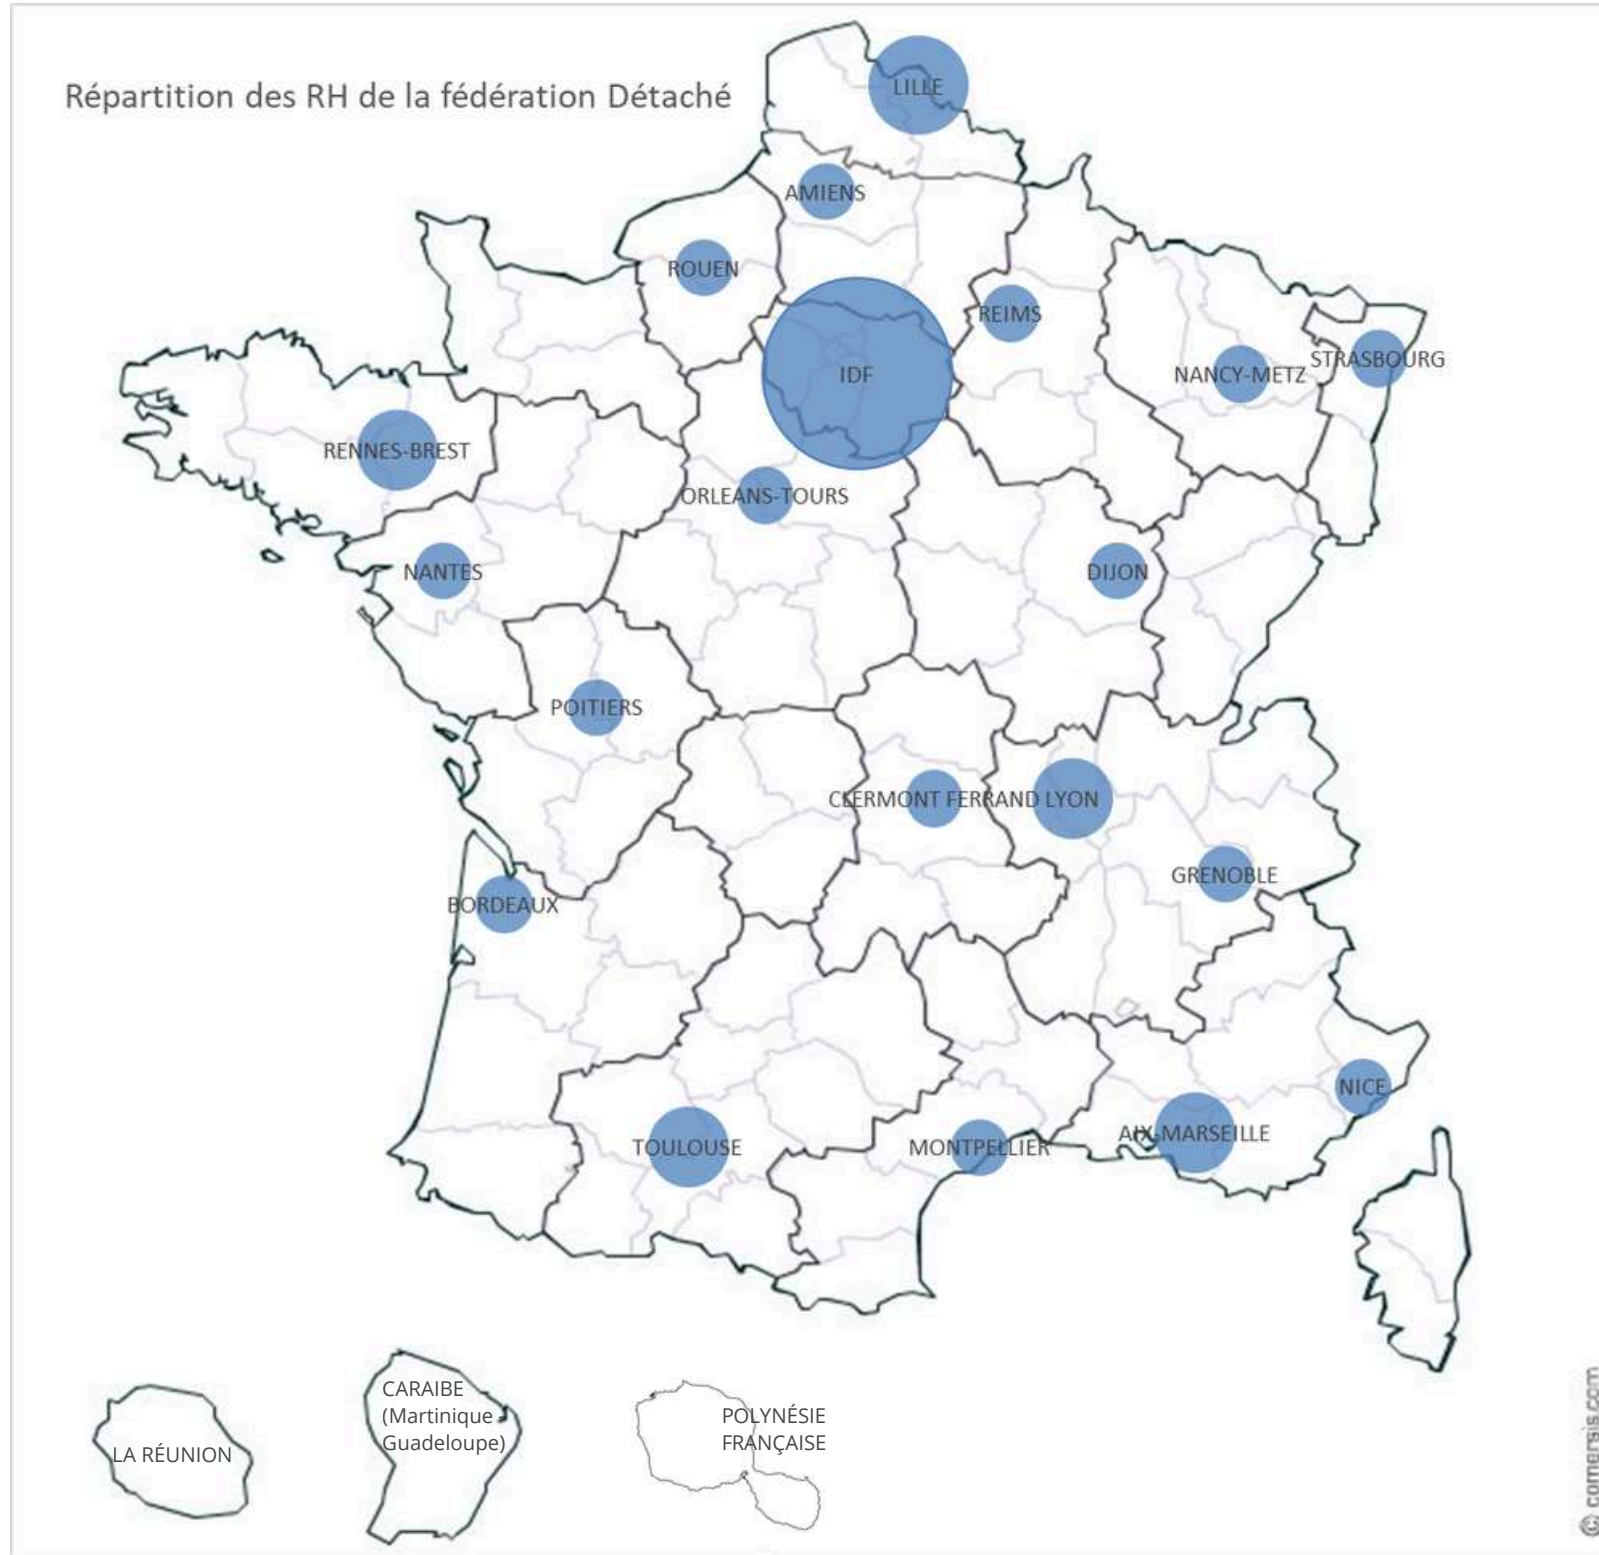 Répartition des RH de la fédération Détaché
LILLE
AMIENS
ROUEN
REIMS
IDF
STRASBOURG
NANCY-METZ
RENNES-BREST
ORLEANS-TOURS
NANTES
DIJON
POITIERS
CLERMONT FERRAND
LYON
GRENOBLE
BORDEAUX
NICE
TOULOUSE
MONTPELLIER
AIX-MARSEILLE
LA RÉUNION
CARAIBE
(Martinique
Guadeloupe)
POLYNÉSIE
FRANÇAISE
© comersis.com